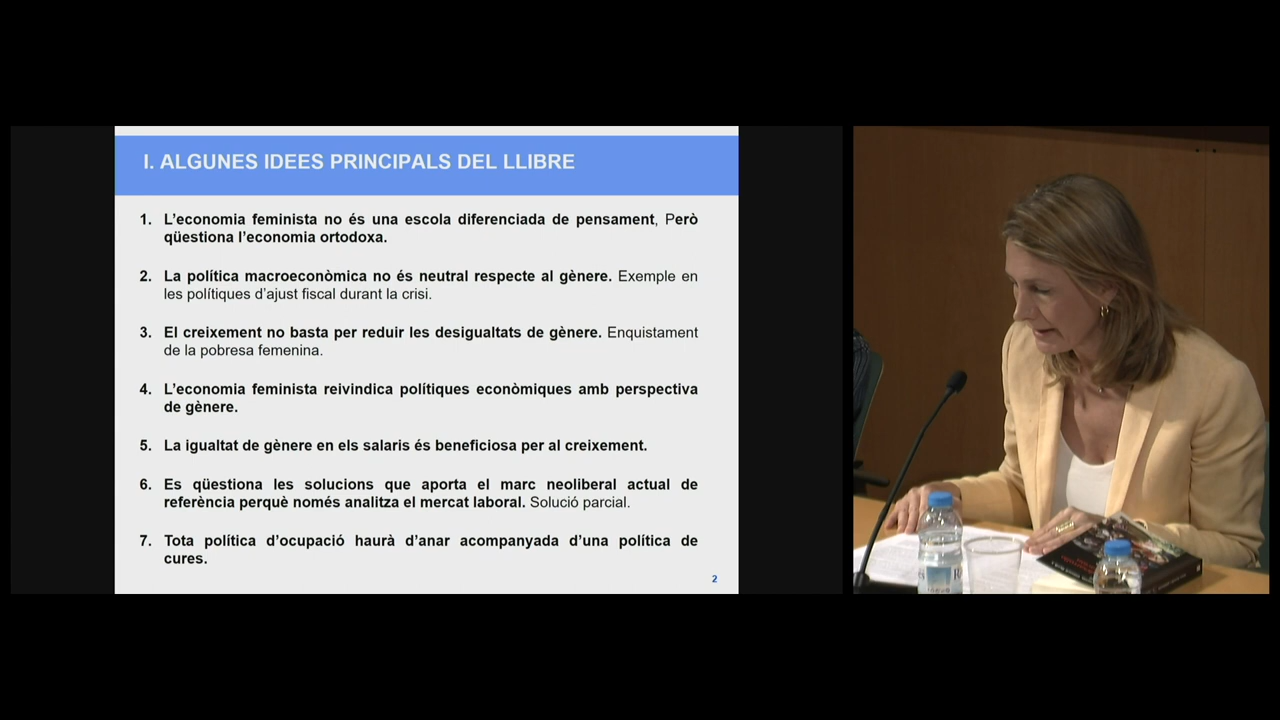 I. ALGUNES IDEES PRINCIPALS DEL LLIBRE
1. L’economia feminista no és una escola diferenciada de pensament, Però
qüestiona l’economia ortodoxa.
2. La política macroeconòmica no és neutral respecte al gènere. Exemple en
les polítiques d’ajust fiscal durant la crisi.
3. El creixement no basta per reduir les desigualtats de gènere. Enquistament
de la pobresa femenina.
4. L’economia feminista reivindica polítiques econòmiques amb perspectiva
de gènere.
5. La igualtat de gènere en els salaris és beneficiosa per al creixement.
6. Es qüestiona les solucions que aporta el marc neoliberal actual de
referència perquè només analitza el mercat laboral. Solució parcial.
7. Tota política d’ocupació haurà d’anar acompanyada d’una política de
cures.
2